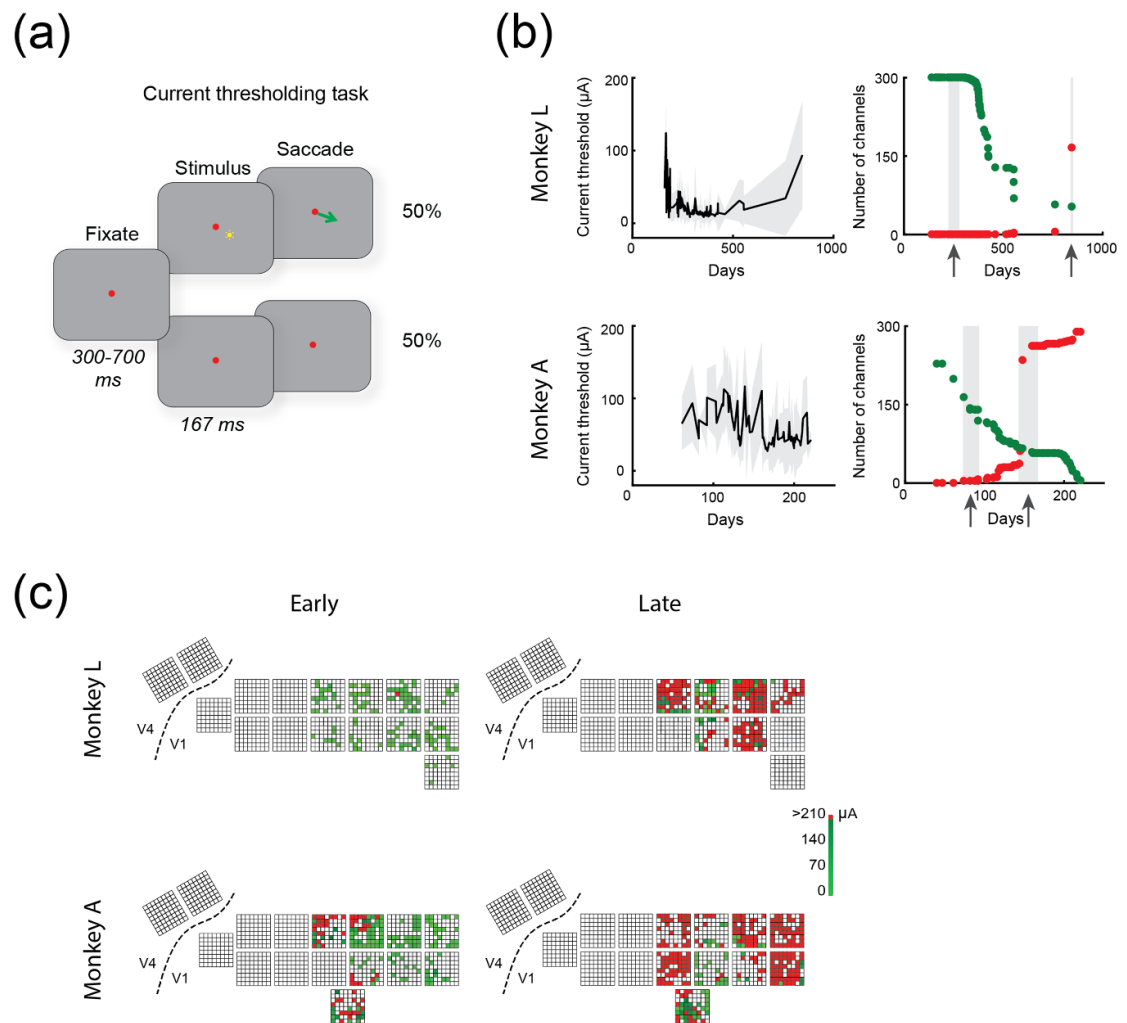 (a)
Current thresholding task
Fixate
Stimulus
Saccade
300-700
ms
167 ms
50%
50%
(b)
Monkey L
Current threshold (µA)
200
100
0
0
500
1000
Days
Number of channels
300
150
0
0
500
1000
Days
Monkey A
Current threshold (µA)
200
100
0
0
100
200
Days
Number of channels
300
150
0
0
100
200
Days
(c)
Early
Late
Monkey L
V4
V1
V4
V1
>210 µA
140
70
0
Monkey A
V4
V1
V4
V1